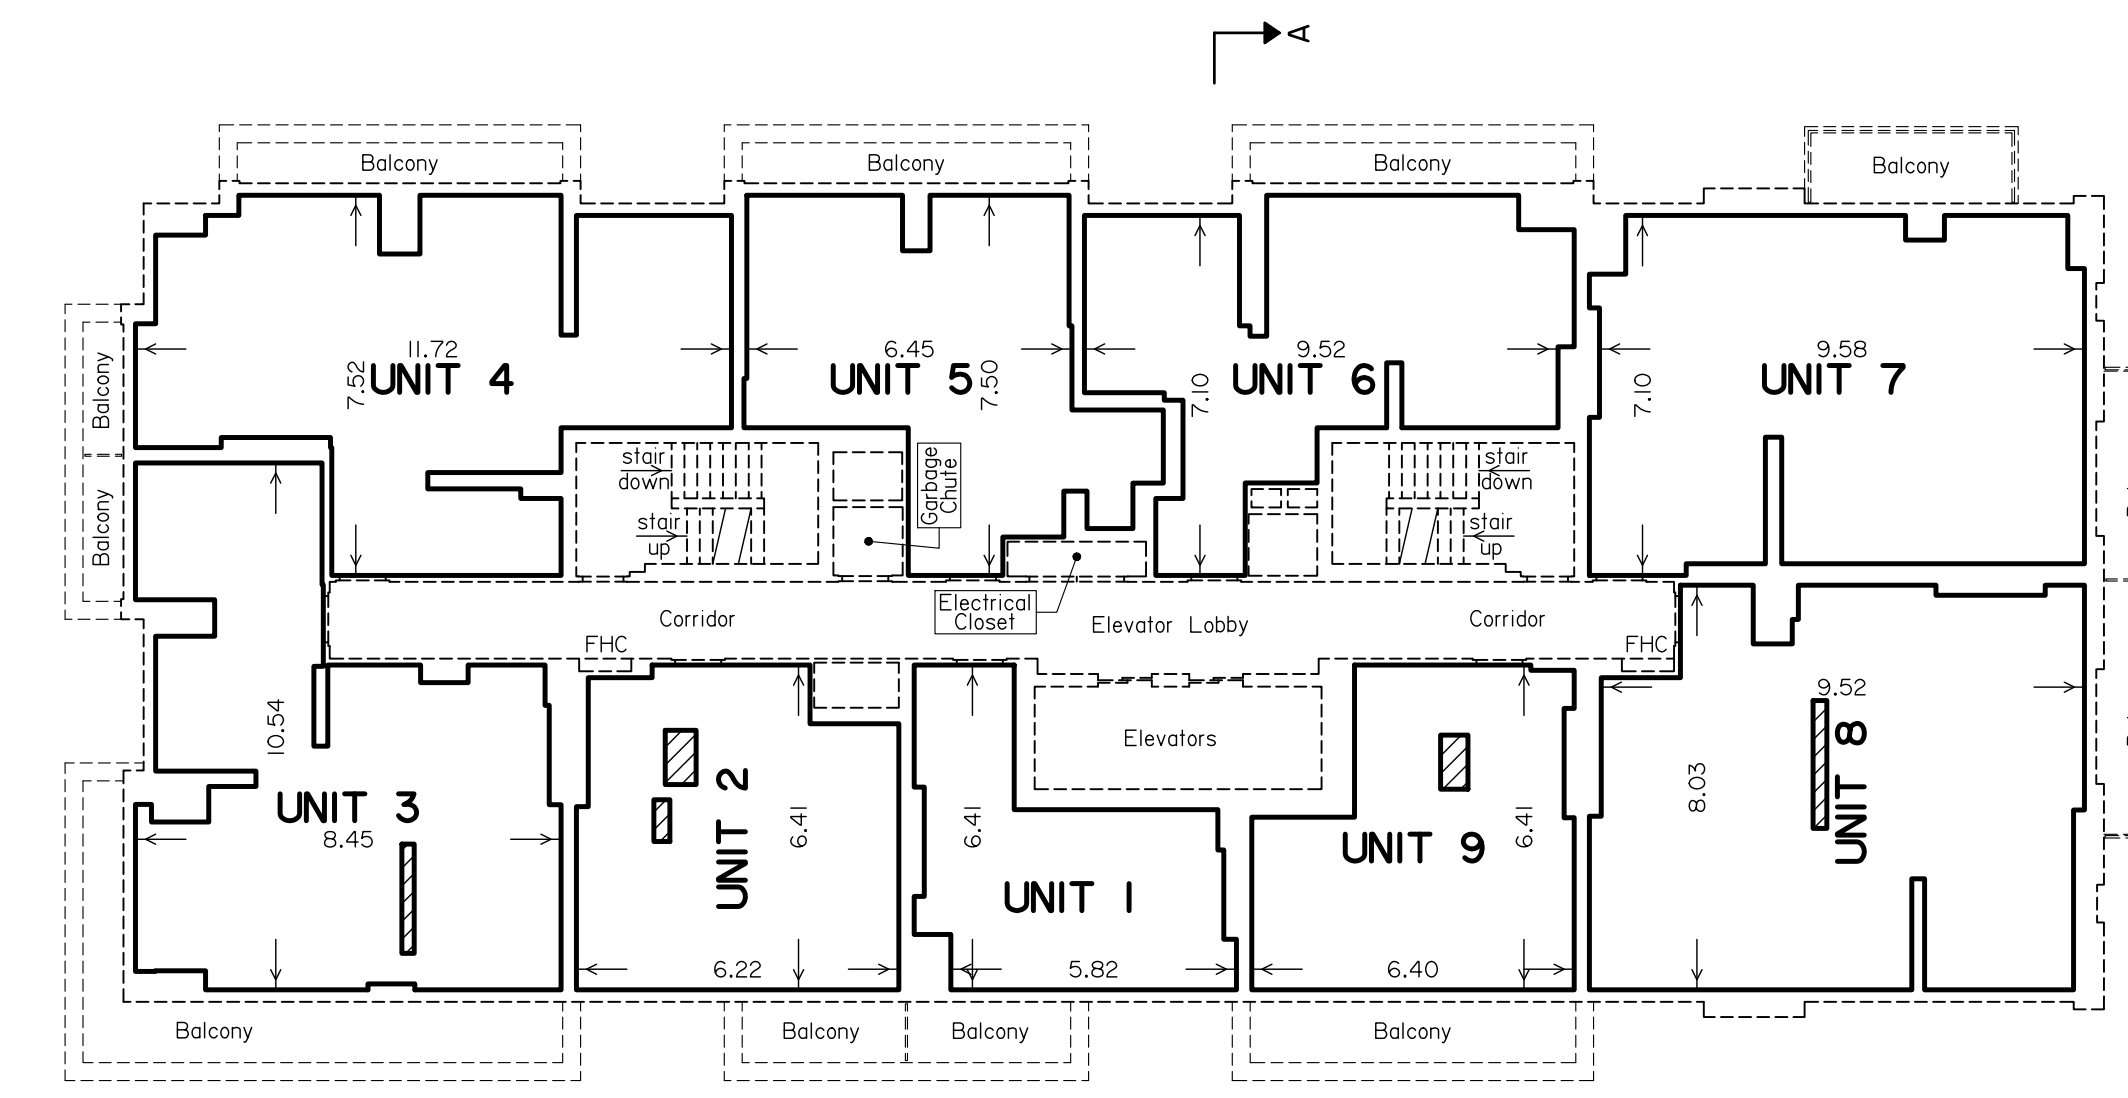 A
Balcony
Balcony
Balcony
Balcony
Balcony
11.72
7.52
UNIT 4
6.45
UNIT 5
7.50
9.52
7.10
UNIT 6
9.58
7.10
UNIT 7
Balcony
stair
down
stair
up
Garbage
Chute
stair
down
stair
up
Electrical
Closet
Corridor
Elevator Lobby
Corridor
FHC
FHC
10.54
UNIT 3
8.45
UNIT 2
6.41
6.22
6.41
UNIT 1
5.82
Elevators
UNIT 9
6.41
6.40
9.52
8.03
UNIT 8
Balcony
Balcony
Balcony
Balcony